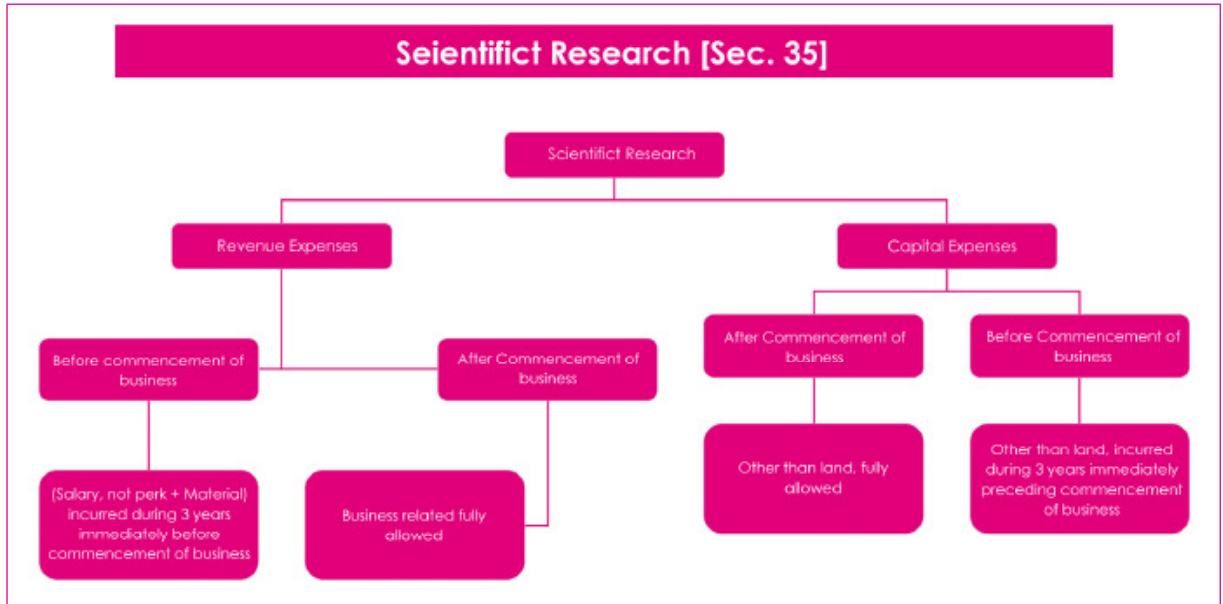 Seientifict Research [Sec. 35]
Scientifict Research
Revenue Expenses
Capital Expenses
Before commencement of
business
After Commencement of
business
After Commencement of
business
Before Commencement of
business
(Salary, not perk + Material)
incurred during 3 years
immediately before
commencement of business
Business related fully
allowed
Other than land, fully
allowed
Other than land, incurred
during 3 years immediately
preceding commencement
of business